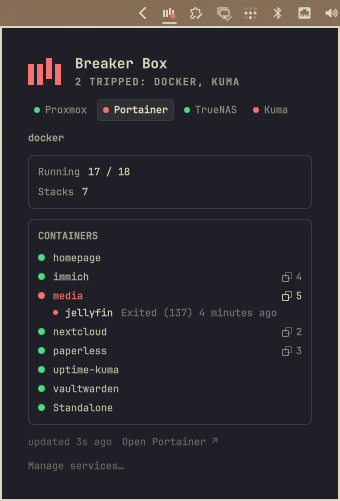 Breaker Box
2 TRIPPED: DOCKER, KUMA
Proxmox Portainer TrueNAS Kuma
docker
Running 17 / 18
Stacks 7
CONTAINERS
homepage
immich 4
media 5
jellyfin Exited (137) 4 minutes ago
nextcloud 2
paperless 3
uptime-kuma
vaultwarden
Standalone
updated 3s ago Open Portainer ↗
Manage services…